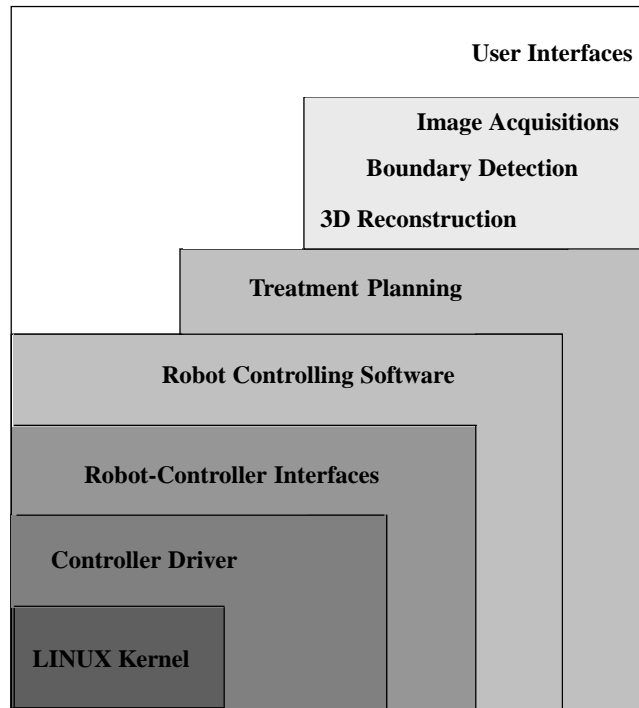 User Interfaces
Image Acquisitions
Boundary Detection
3D Reconstruction
Treatment Planning
Robot Controlling Software
Robot-Controller Interfaces
Controller Driver
LINUX Kernel